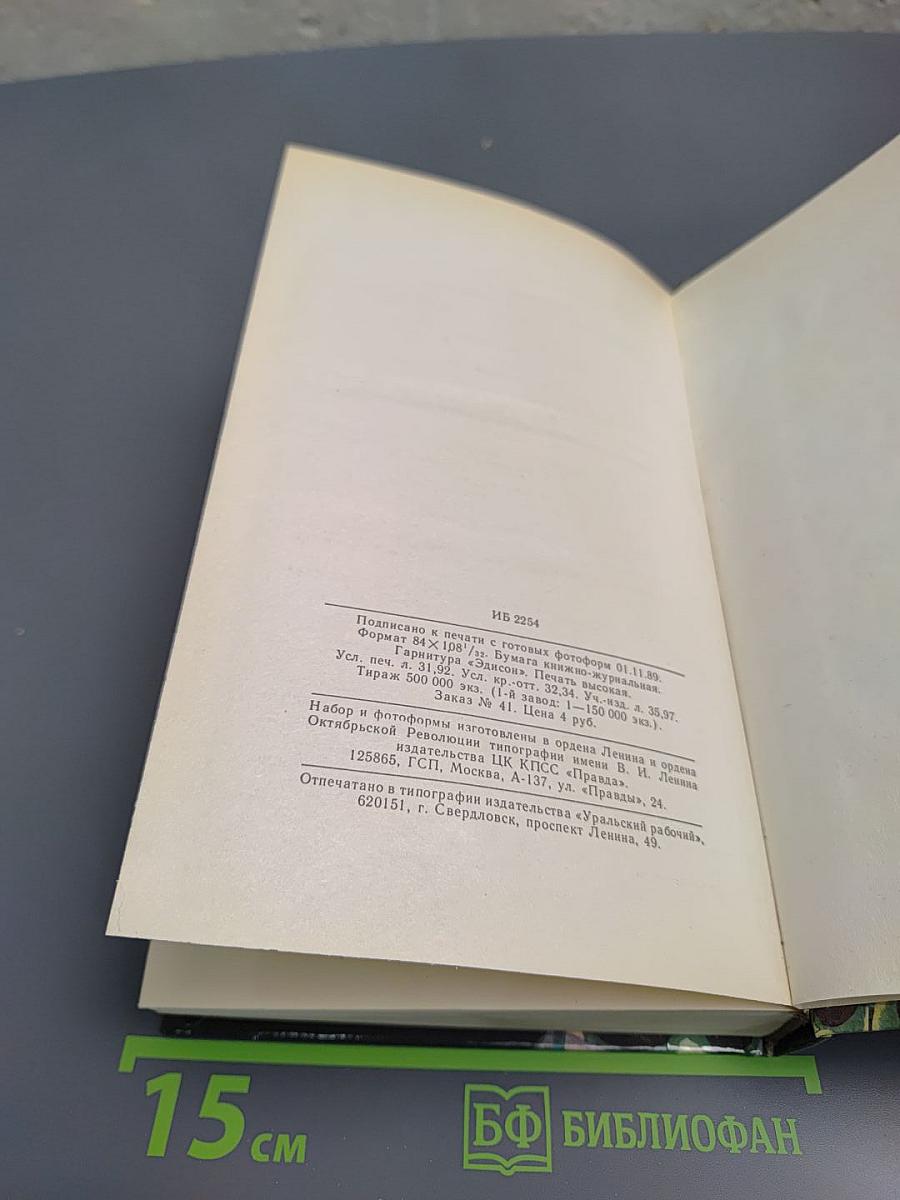 ИБ 2254
Подписано к печати с готовых фотоформ 01.11.89.
Формат 84×108¹/₃₂. Бумага книжно-журнальная.
Гарнитура «Эдисон». Печать высокая.
Усл. печ. л. 31,92. Усл. кр.-отт. 32,34. Уч.-изд. л. 35,97.
Тираж 500 000 экз. (1-й завод: 1—150 000 экз.).
Заказ № 41. Цена 4 руб.
Набор и фотоформы изготовлены в ордена Ленина и ордена
Октябрьской Революции типографии имени В. И. Ленина
издательства ЦК КПСС «Правда».
125865, ГСП, Москва, А-137, ул. «Правды», 24.
Отпечатано в типографии издательства «Уральский рабочий»,
620151, г. Свердловск, проспект Ленина, 49.
15 см
БФ БИБЛИОФАН